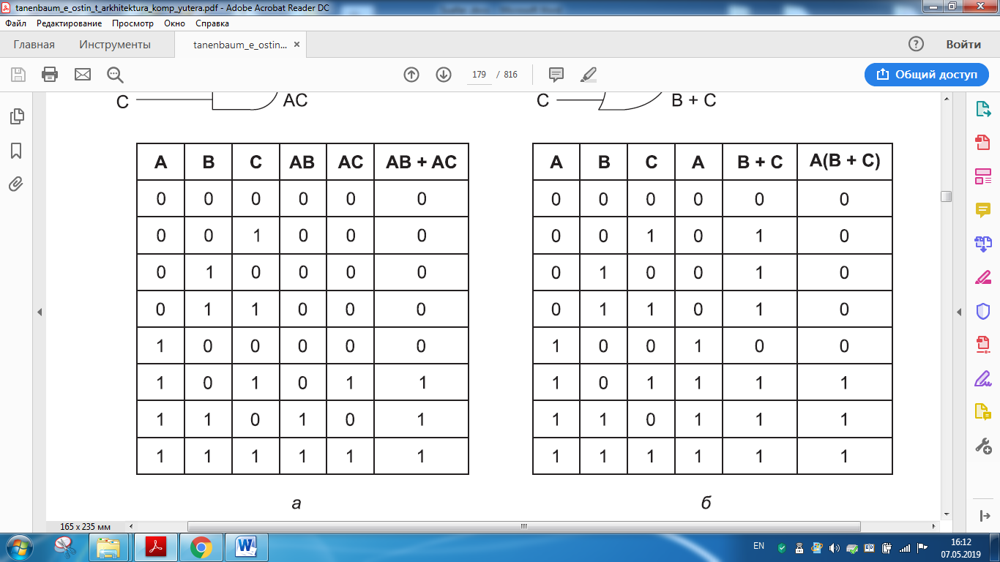 tanenbaum_e_ostin_t_arkhitektura_komp_yutera.pdf - Adobe Acrobat Reader DC
Файл Редактирование Просмотр Окно Справка
Главная Инструменты tanenbaum_e_ostin... × Войти
179 / 816 Общий доступ
C AC C B + C
A B C AB AC AB + AC
0 0 0 0 0 0
0 0 1 0 0 0
0 1 0 0 0 0
0 1 1 0 0 0
1 0 0 0 0 0
1 0 1 0 1 1
1 1 0 1 0 1
1 1 1 1 1 1
а
A B C A B + C A(B + C)
0 0 0 0 0 0
0 0 1 0 1 0
0 1 0 0 1 0
0 1 1 0 1 0
1 0 0 1 0 0
1 0 1 1 1 1
1 1 0 1 1 1
1 1 1 1 1 1
б
165 x 235 мм
EN 16:12
07.05.2019